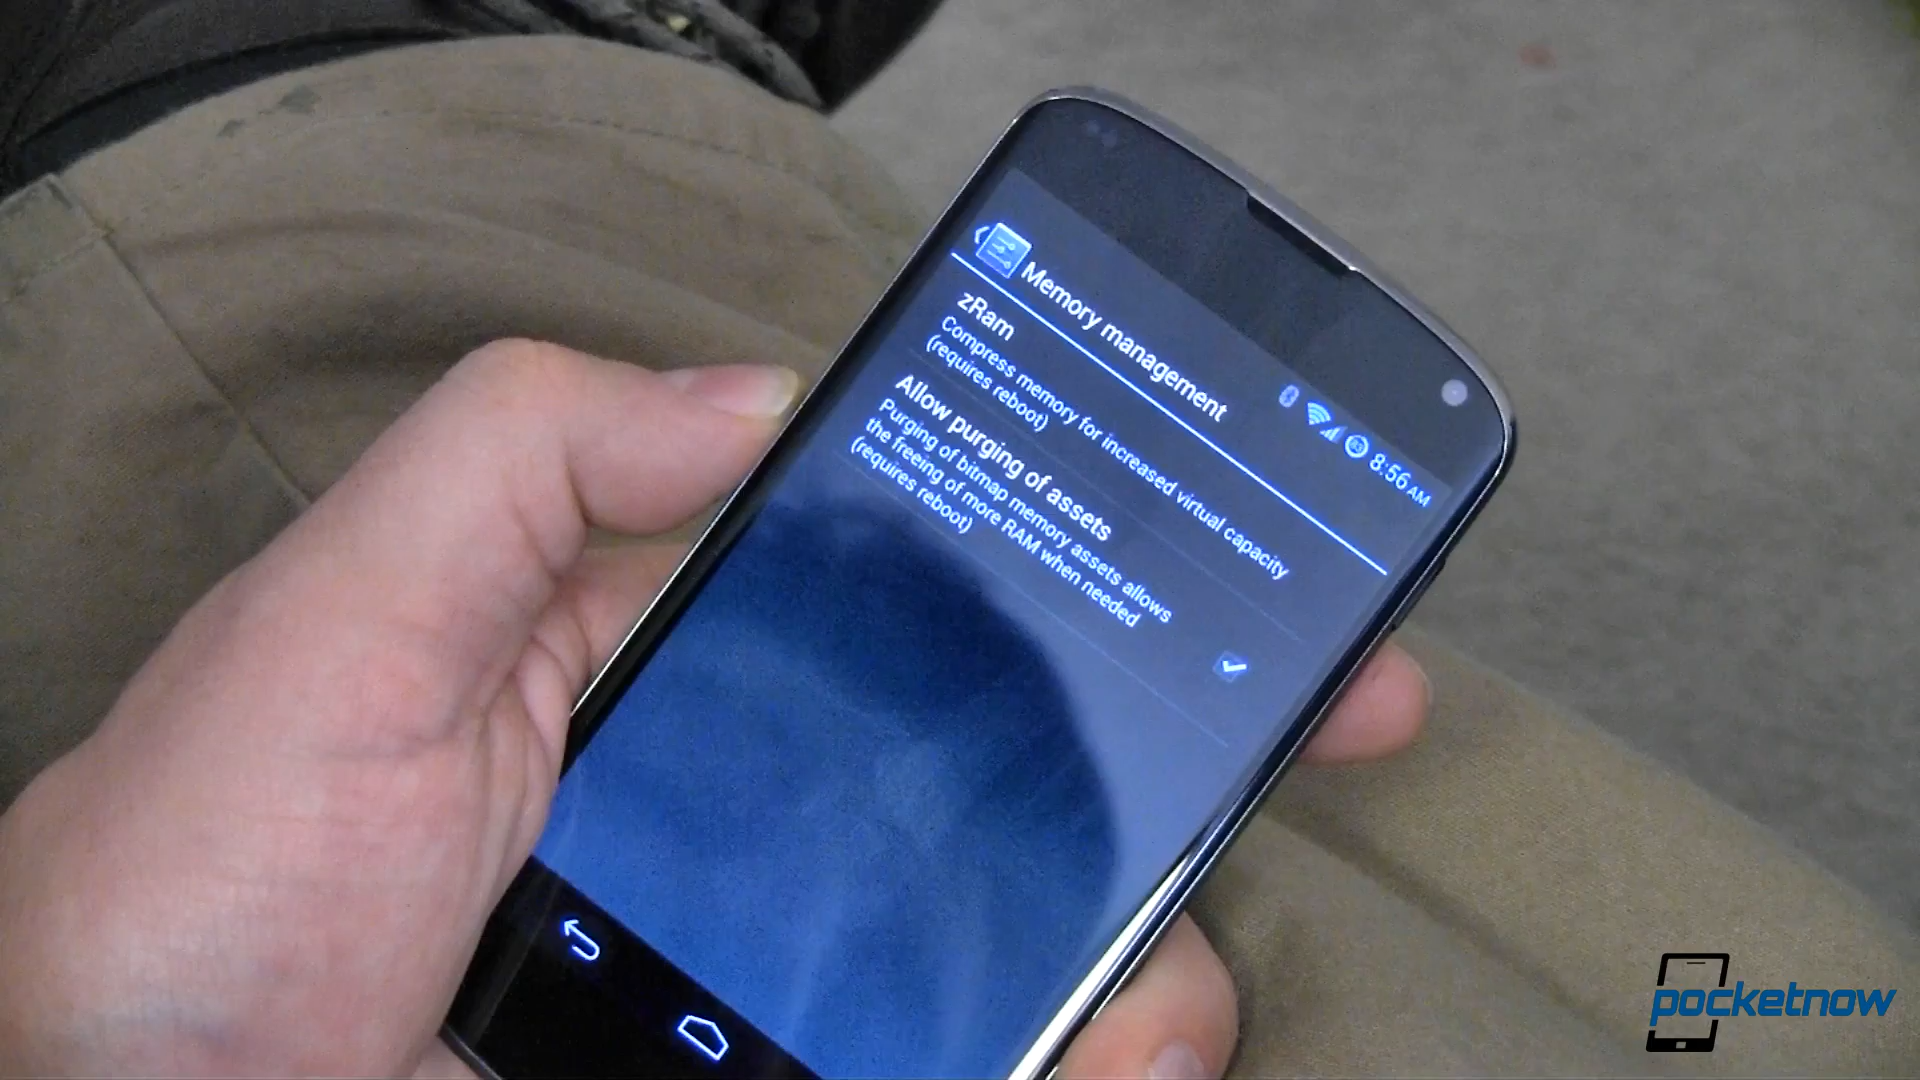 8:56 AM
Memory management
zRam
Compress memory for increased virtual capacity
(requires reboot)
Allow purging of assets
Purging of bitmap memory assets allows
the freeing of more RAM when needed
(requires reboot)
pocketnow